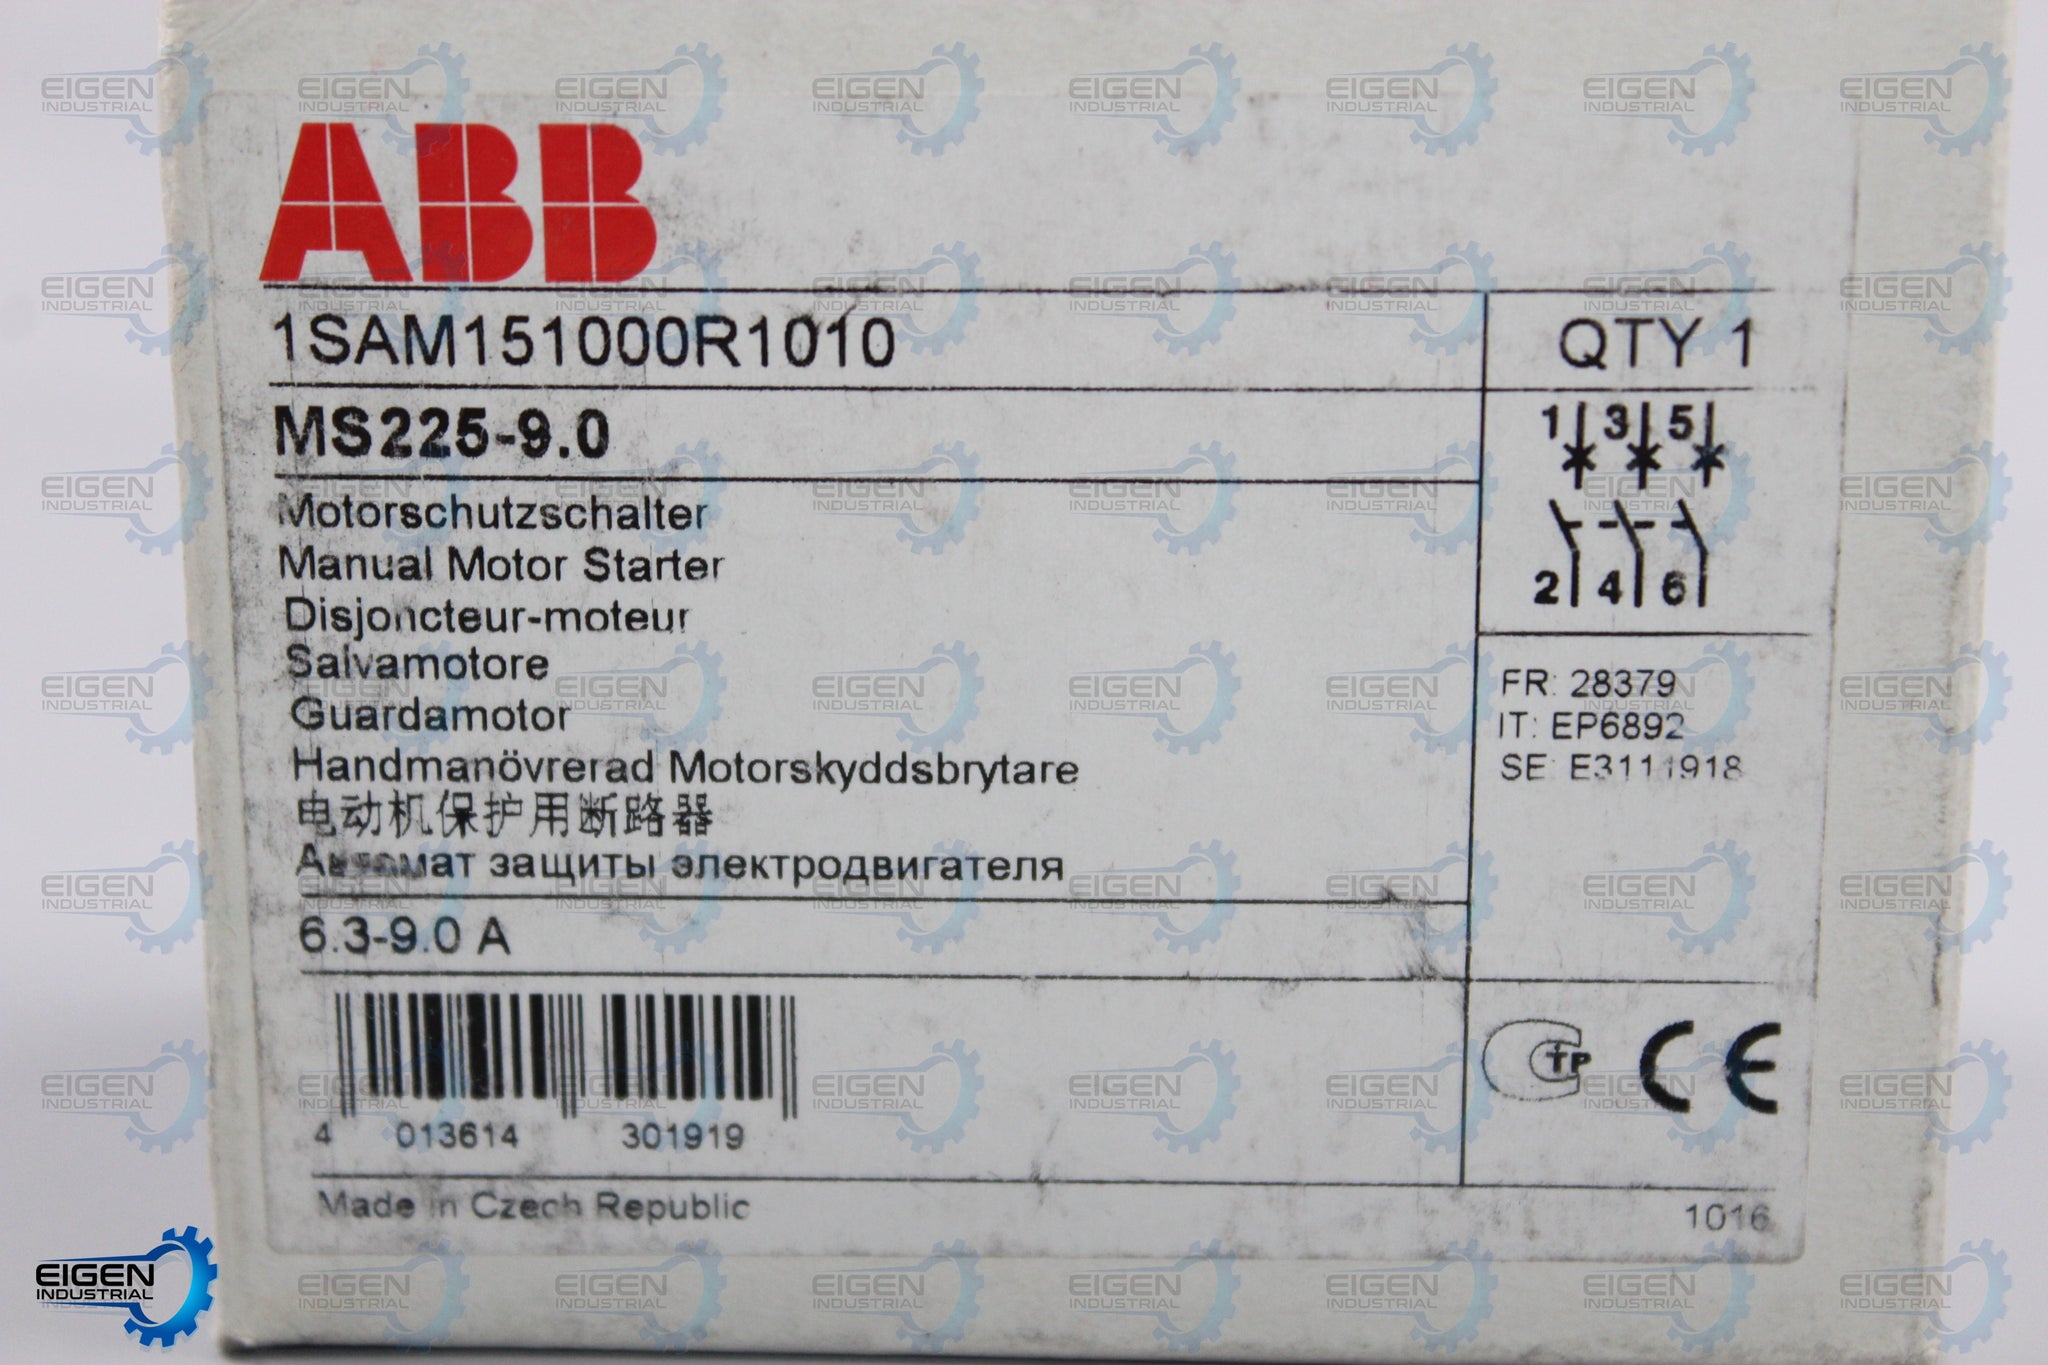 ABB
1SAM151000R1010
QTY 1
MS225-9.0
1 3 5
2 4 6
Motorschutzschalter
Manual Motor Starter
Disjoncteur-moteur
Salvamotore
Guardamotor
Handmanövrerad Motorskyddsbrytare
电动机保护用断路器
Автомат защиты электродвигателя
FR: 28379
IT: EP6892
SE: E3111918
6.3-9.0 A
4 013614 301919
СТР CE
Made in Czech Republic
1016
EIGEN
INDUSTRIAL